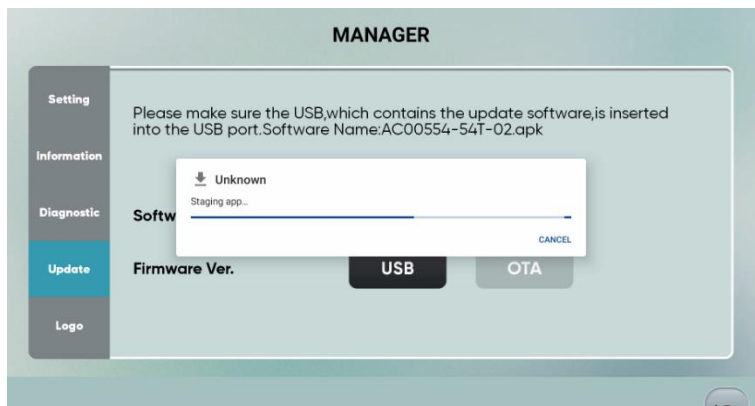 MANAGER
Setting
Please make sure the USB,which contains the update software,is inserted
into the USB port.Software Name:AC00554-54T-02.apk
Information
Unknown
Staging app...
Diagnostic
Softw
CANCEL
Update
Firmware Ver.
USB
OTA
Logo